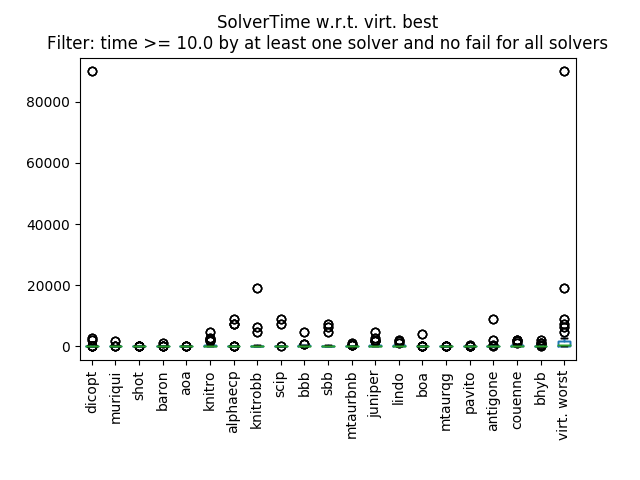 SolverTime w.r.t. virt. best
Filter: time >= 10.0 by at least one solver and no fail for all solvers
80000
60000
40000
20000
0
dicopt
muriqui
shot
baron
aoa
knitro
alphaecp
knitrobb
scip
bbb
sbb
mtaurbnb
juniper
lindo
boa
mtaurqg
pavito
antigone
couenne
bhyb
virt. worst